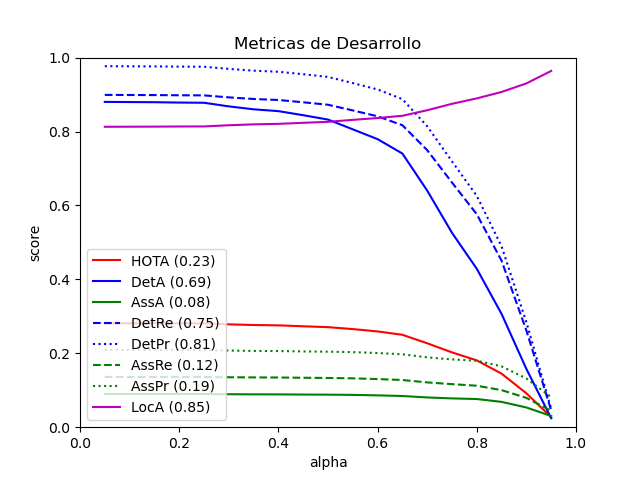 Metricas de Desarrollo
1.0
0.8
0.6
0.4
0.2
0.0
score
HOTA (0.23)
DetA (0.69)
AssA (0.08)
DetRe (0.75)
DetPr (0.81)
AssRe (0.12)
AssPr (0.19)
LocA (0.85)
0.0 0.2 0.4 0.6 0.8 1.0
alpha